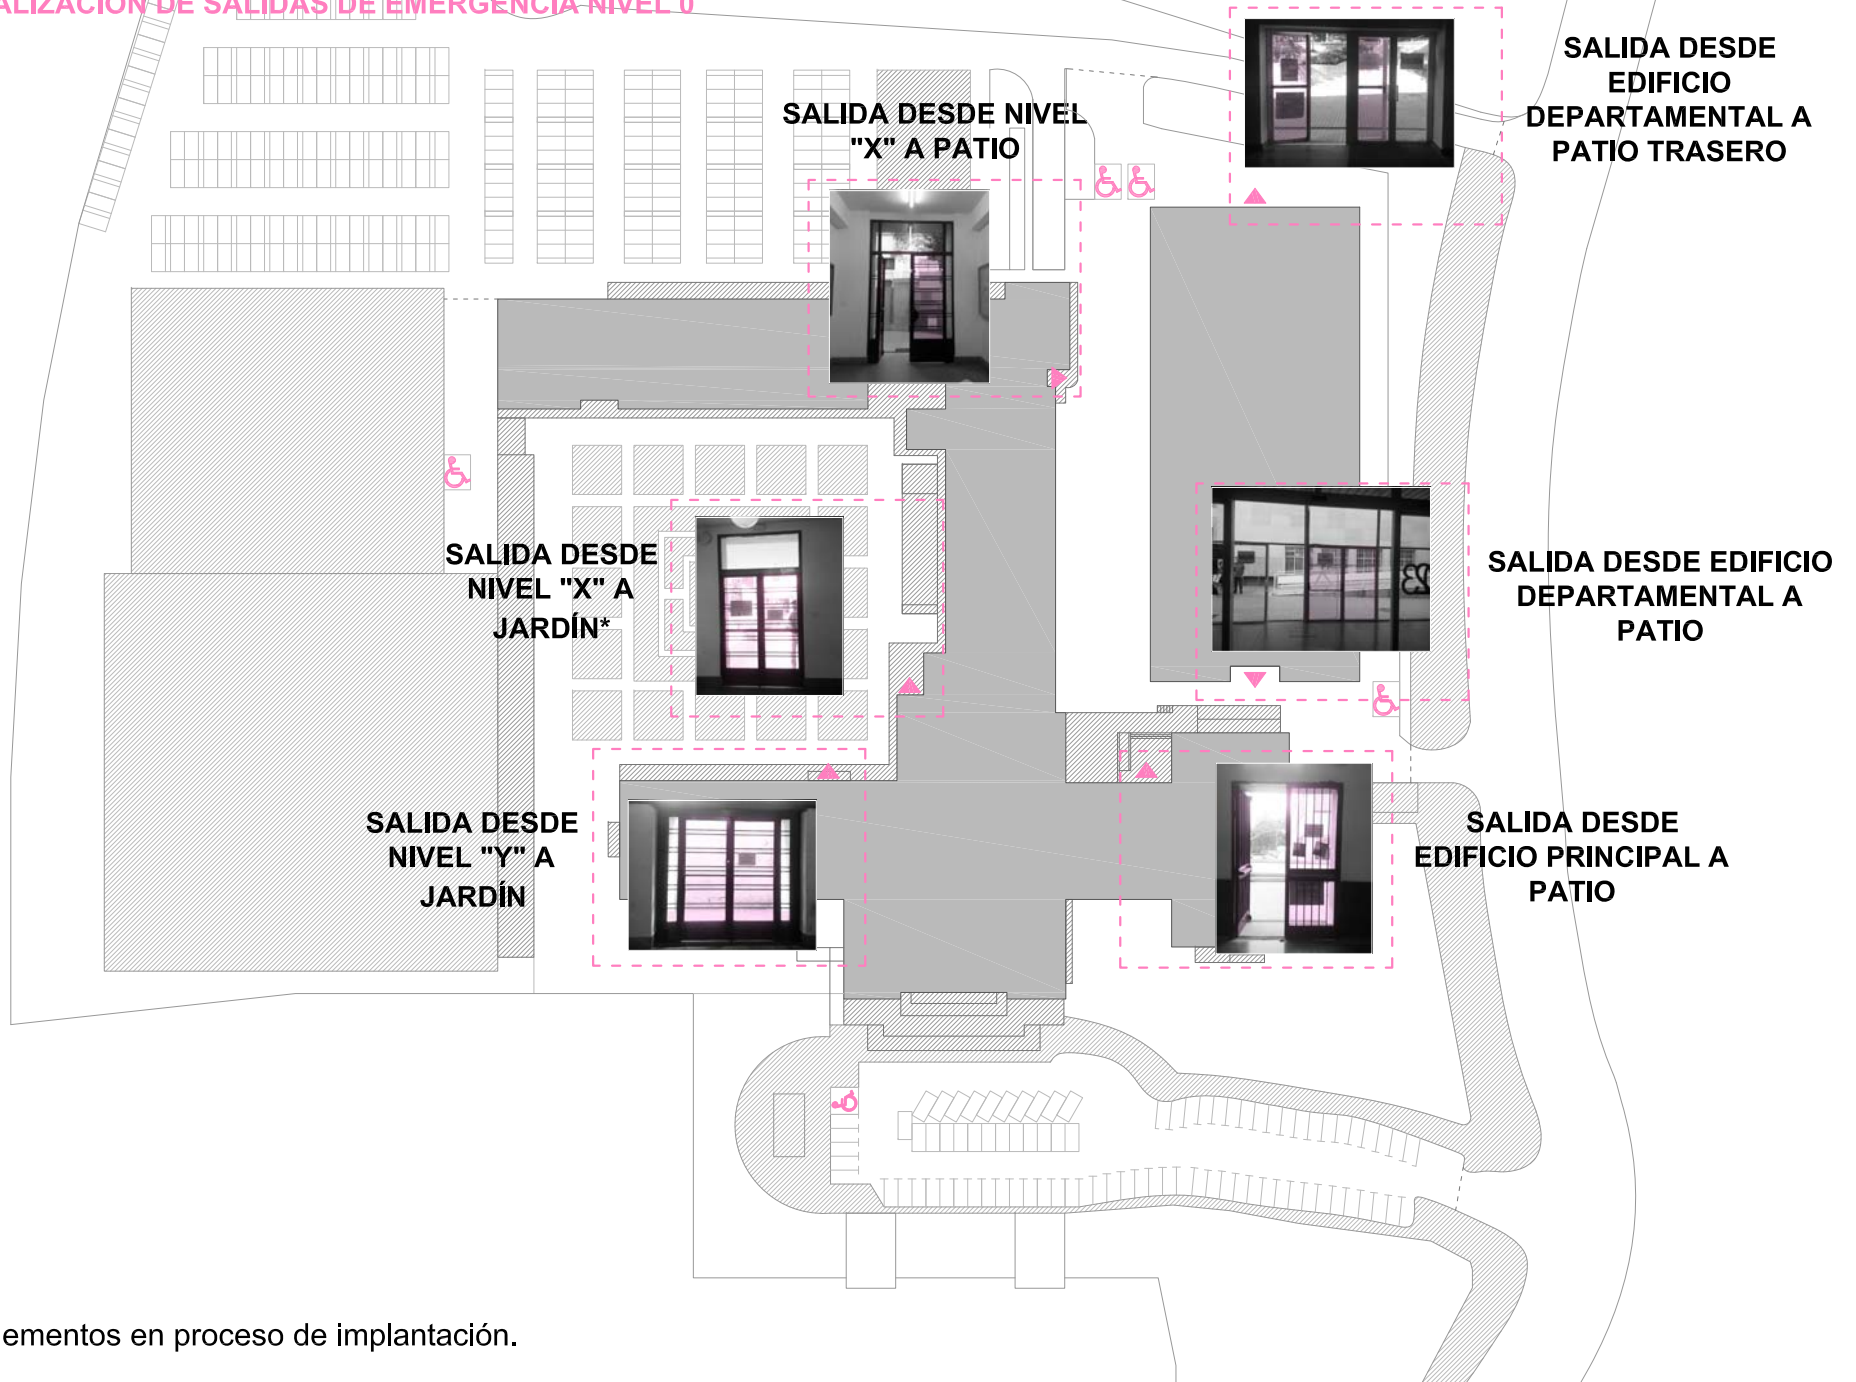 ALIZACIÓN DE SALIDAS DE EMERGENCIA NIVEL 0
SALIDA DESDE
EDIFICIO
DEPARTAMENTAL A
PATIO TRASERO
SALIDA DESDE NIVEL
"X" A PATIO
SALIDA DESDE
NIVEL "X" A
JARDÍN*
SALIDA DESDE EDIFICIO
DEPARTAMENTAL A
PATIO
SALIDA DESDE
NIVEL "Y" A
JARDÍN
SALIDA DESDE
EDIFICIO PRINCIPAL A
PATIO
ementos en proceso de implantación.